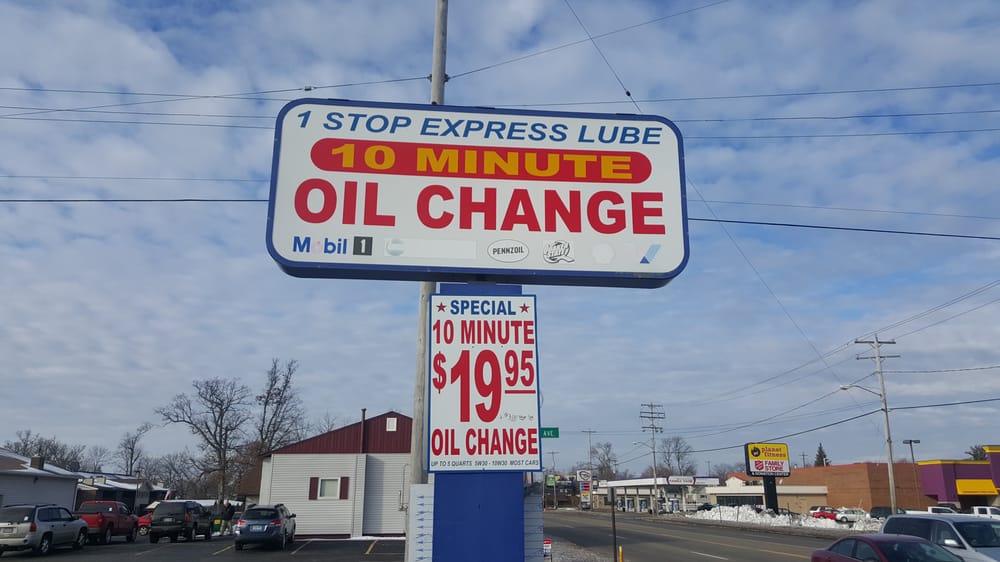 1 STOP EXPRESS LUBE
10 MINUTE
OIL CHANGE
Mobil 1
PENNZOIL
★ SPECIAL ★
10 MINUTE
$19.95
OIL CHANGE
UP TO 5 QUARTS 5W30 - 10W30 MOST CARS
AVE
planet fitness
FAMILY STORE